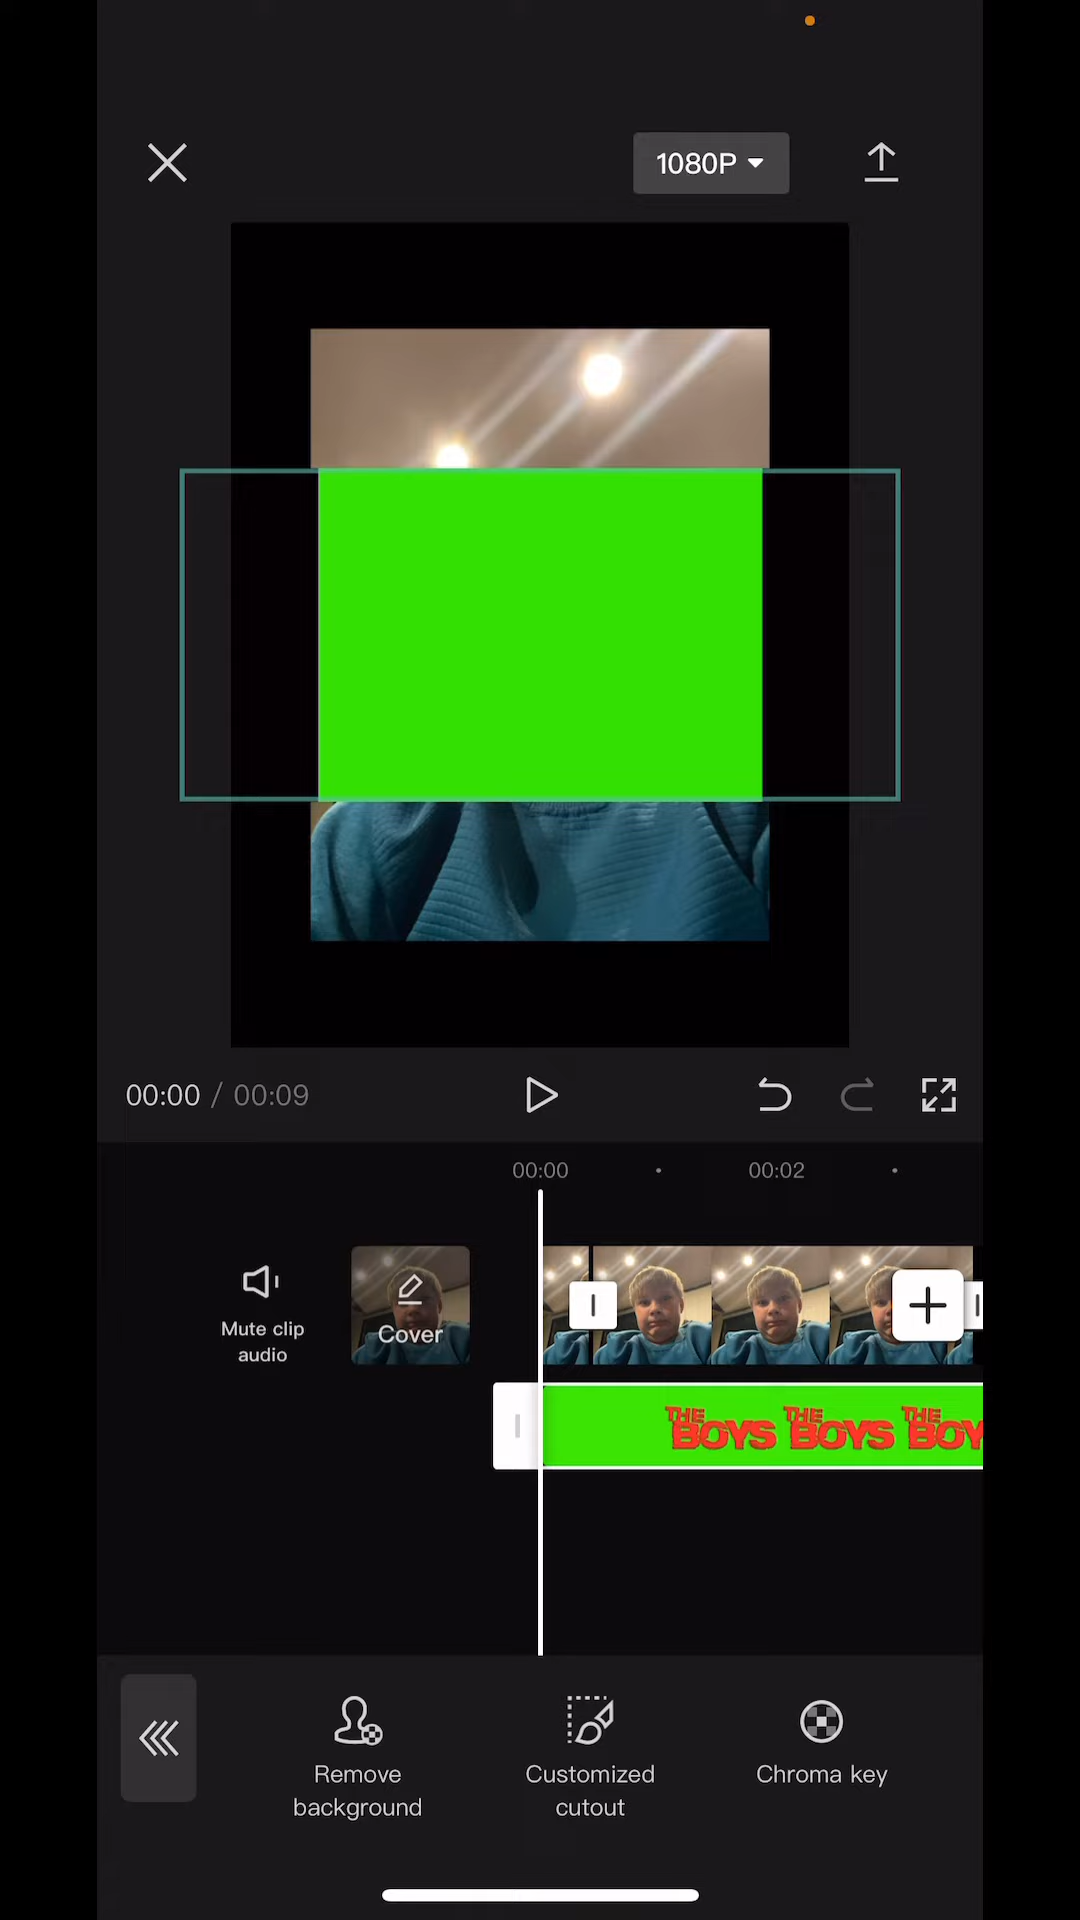 1080P
00:00 / 00:09
00:00 00:02
Mute clip
audio
Cover
THE THE THE
BOYS BOYS BOY
Remove
background
Customized
cutout
Chroma key